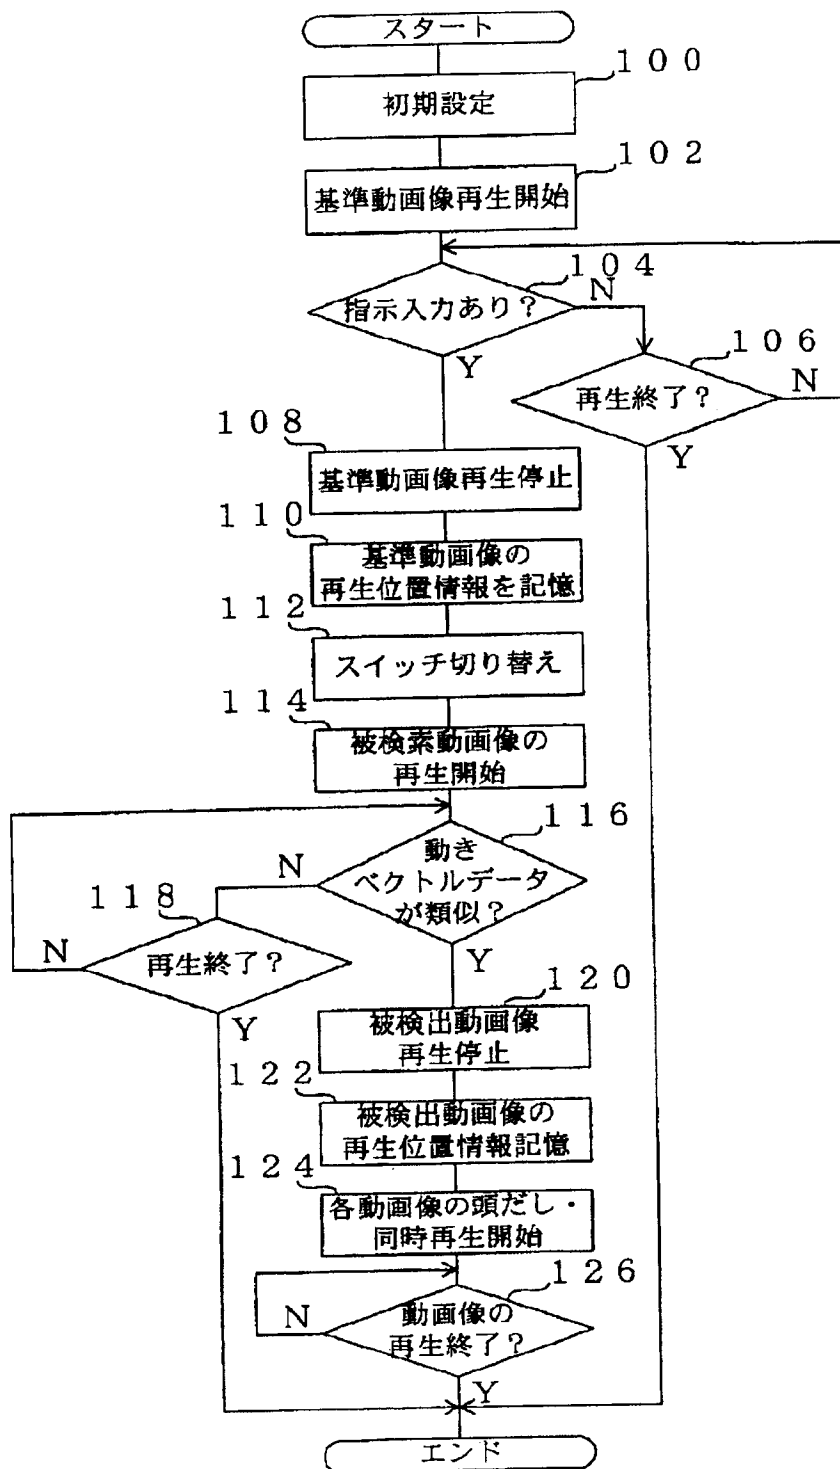 スタート
100
初期設定
102
基準動画像再生開始
104
指示入力あり？
N
Y
106
再生終了？
N
Y
108
基準動画像再生停止
110
基準動画像の
再生位置情報を記憶
112
スイッチ切り替え
114
被検索動画像の
再生開始
116
動き
ベクトルデータ
が類似？
N
Y
118
再生終了？
N
Y
120
被検出動画像
再生停止
122
被検出動画像の
再生位置情報記憶
124
各動画像の頭だし・
同時再生開始
126
動画像の
再生終了？
N
Y
エンド